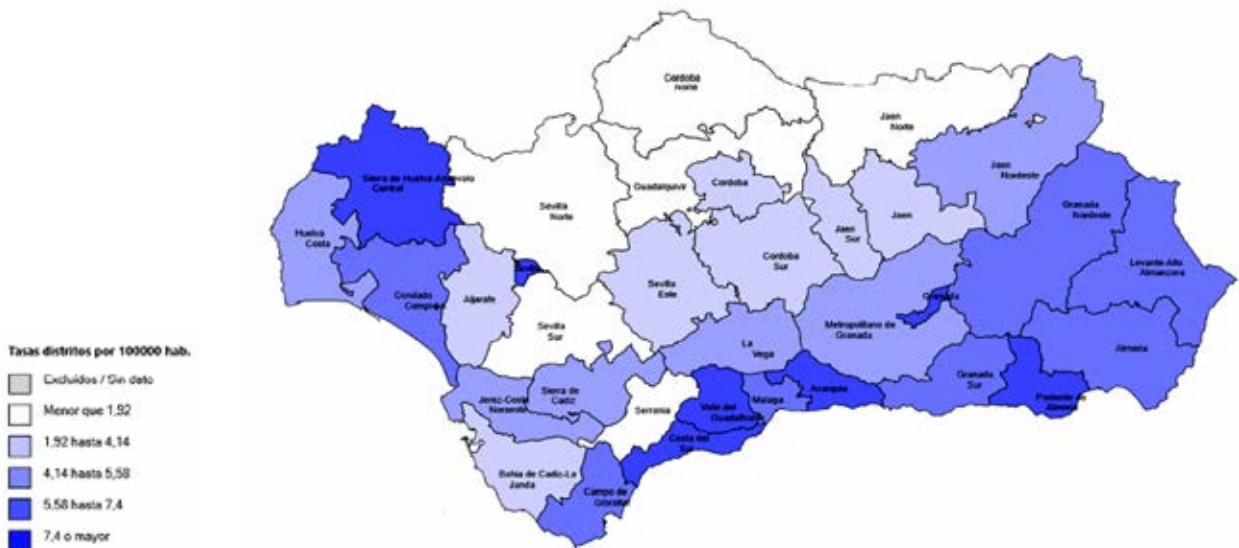 Cordoba
Norte
Jaen
Norte
Sierra de Huelva-Andevalo
Central
Guadalquivir
Cordoba
Jaen
Nordeste
Sevilla
Norte
Huelva
Costa
Jaen
Sur
Jaen
Granada
Nordeste
Cordoba
Sur
Levante-Alto
Almanzora
Sevilla
Condado
Aljarafe
Sevilla
Este
Granada
Metropolitano de
Granada
Sevilla
Sur
La
Vega
Almeria
Granada
Sur
Sierra de
Cadiz
Jerez-Costa
Noroeste
Serrania
Valle del
Malaga
Axarquia
Poniente de
Almeria
Costa del
Bahia de Cadiz-La
Janda
Campo de
Gibraltar
Tasas distritos por 100000 hab.
Excluidos / Sin dato
Menor que 1,92
1,92 hasta 4,14
4,14 hasta 5,58
5,58 hasta 7,4
7,4 o mayor